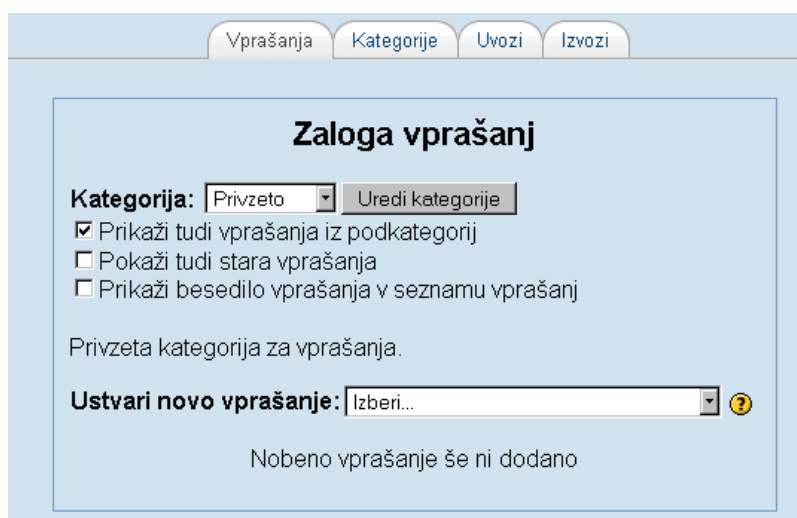 Vprašanja Kategorije Uvozi Izvozi
Zaloga vprašanj
Kategorija: Privzeto Uredi kategorije
Prikaži tudi vprašanja iz podkategorij
Pokaži tudi stara vprašanja
Prikaži besedilo vprašanja v seznamu vprašanj
Privzeta kategorija za vprašanja.
Ustvari novo vprašanje: Izberi... ?
Nobeno vprašanje še ni dodano